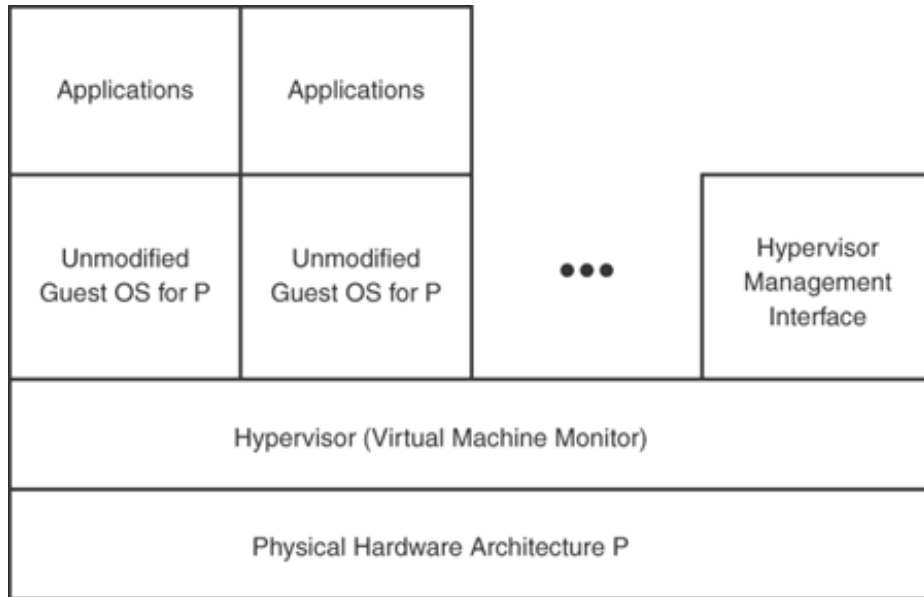 Applications
Applications
Unmodified
Guest OS for P
Unmodified
Guest OS for P
Hypervisor
Management
Interface
Hypervisor (Virtual Machine Monitor)
Physical Hardware Architecture P